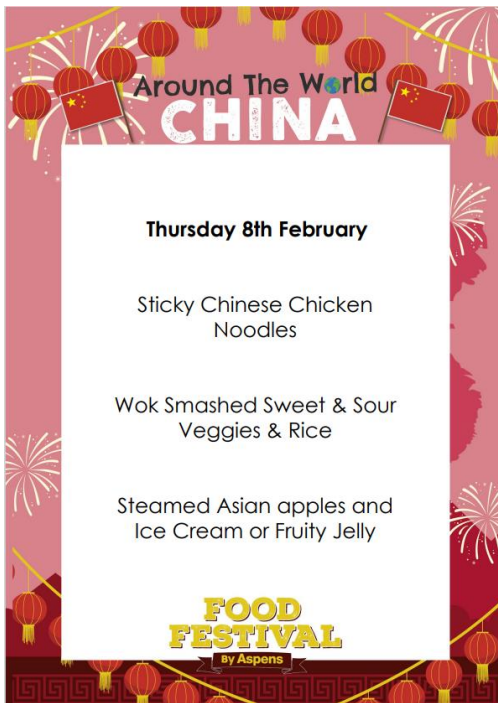 Around The World
CHINA
Thursday 8th February
Sticky Chinese Chicken
Noodles
Wok Smashed Sweet & Sour
Veggies & Rice
Steamed Asian apples and
Ice Cream or Fruity Jelly
FOOD
FESTIVAL
By Aspens